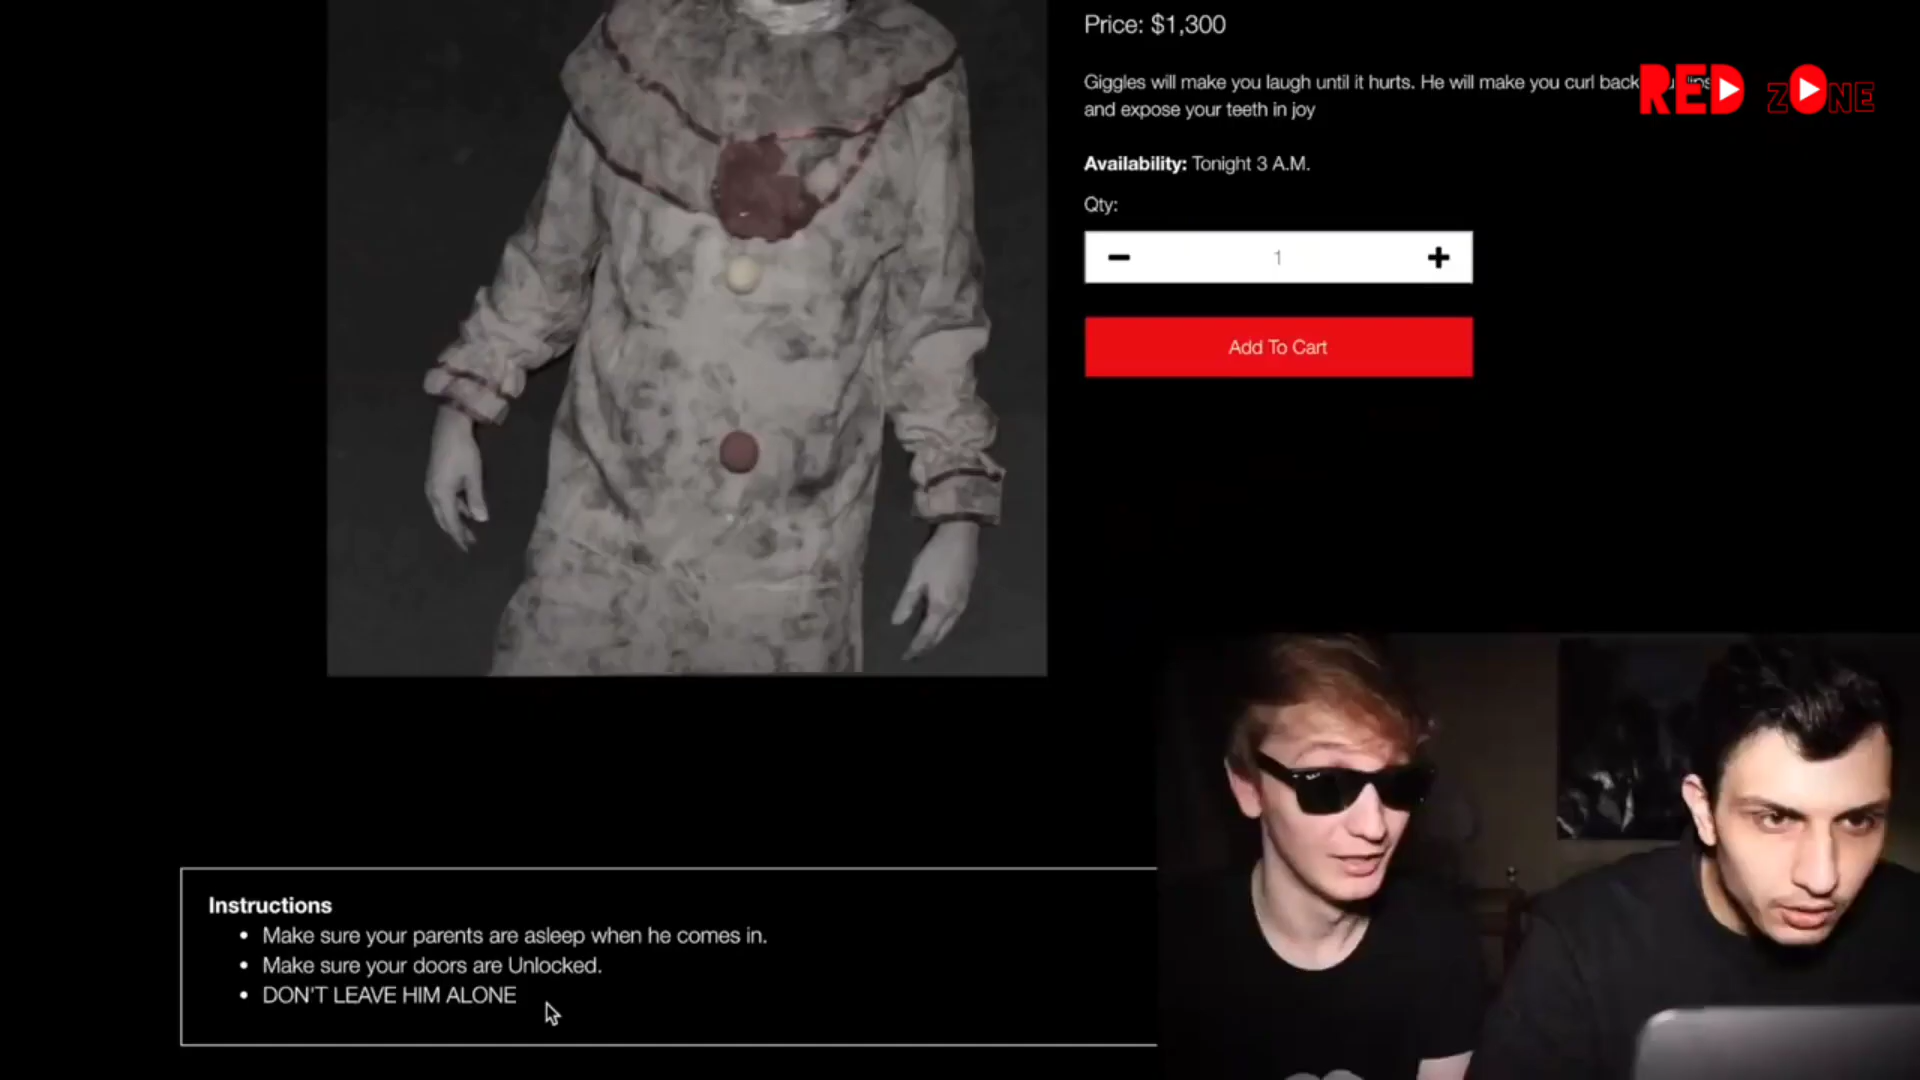 Price: $1,300
Giggles will make you laugh until it hurts. He will make you curl back
and expose your teeth in joy
RED ZONE
Availability: Tonight 3 A.M.
Qty:
1
Add To Cart
Instructions
• Make sure your parents are asleep when he comes in.
• Make sure your doors are Unlocked.
• DON'T LEAVE HIM ALONE